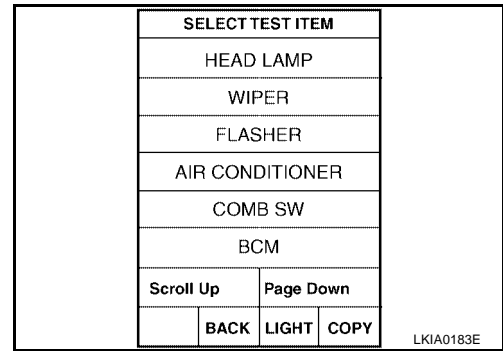 SELECT TEST ITEM
HEAD LAMP
WIPER
FLASHER
AIR CONDITIONER
COMB SW
BCM
Scroll Up Page Down
BACK LIGHT COPY
LKIA0183E